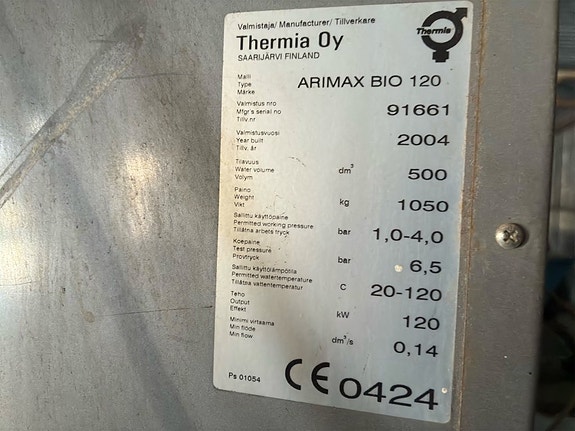 Valmistaja/ Manufacturer/ Tillverkare
Thermia Oy
SAARIJÄRVI FINLAND
Thermia
Malli
Type
Märke
ARIMAX BIO 120
Valmistus nro
Mfgr's serial no
Tillv.nr
91661
Valmistusvuosi
Year built
Tillv. år
2004
Tilavuus
Water volume
Volym
dm³
500
Paino
Weight
Vikt
kg
1050
Sallittu käyttöpaine
Permitted working pressure
Tillåtna arbets tryck
bar
1,0-4,0
Koepaine
Test pressure
Provtryck
bar
6,5
Sallittu käyttörämpötila
Permitted watertemperature
Tillåtea vattentemperatur
C
20-120
Teho
Output
Effekt
kW
120
Minimi virtaama
Min flöde
Min flow
dm³/s
0,14
Ps 01054
CE 0424